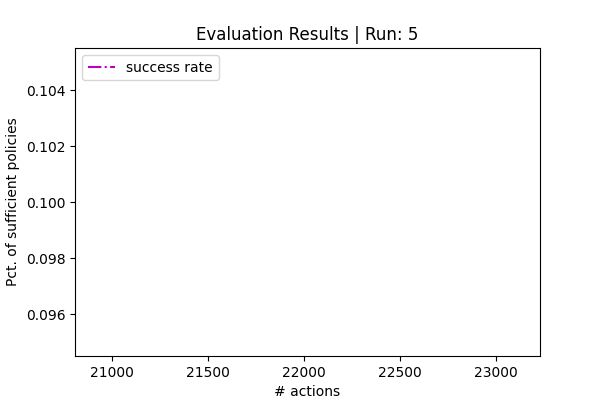 Evaluation Results | Run: 5
success rate
Pct. of sufficient policies
0.104
0.102
0.100
0.098
0.096
21000 21500 22000 22500 23000
# actions